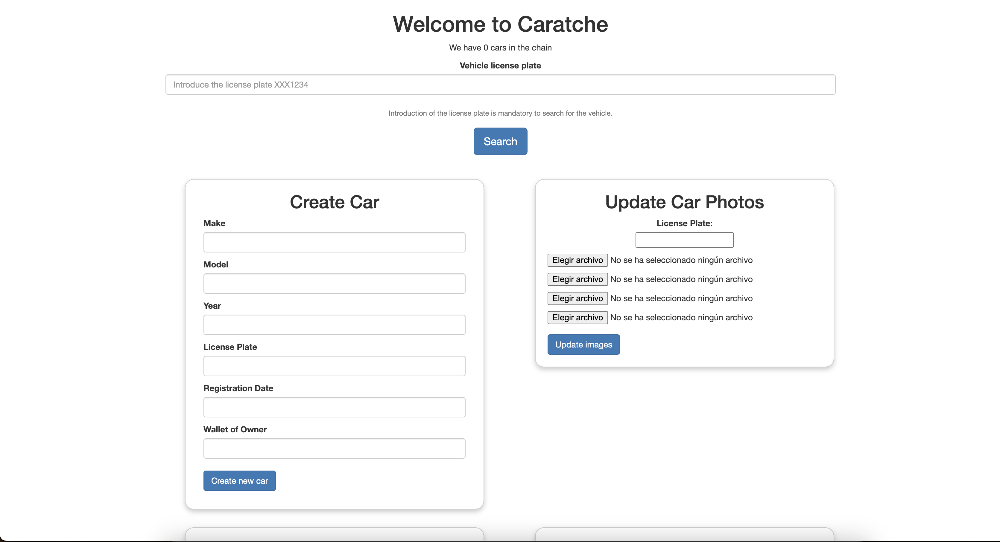 Welcome to Caratche
We have 0 cars in the chain
Vehicle license plate
Introduce the license plate XXX1234
Introduction of the license plate is mandatory to search for the vehicle.
Search
Create Car
Make
Model
Year
License Plate
Registration Date
Wallet of Owner
Create new car
Update Car Photos
License Plate:
Elegir archivo No se ha seleccionado ningún archivo
Elegir archivo No se ha seleccionado ningún archivo
Elegir archivo No se ha seleccionado ningún archivo
Elegir archivo No se ha seleccionado ningún archivo
Update images